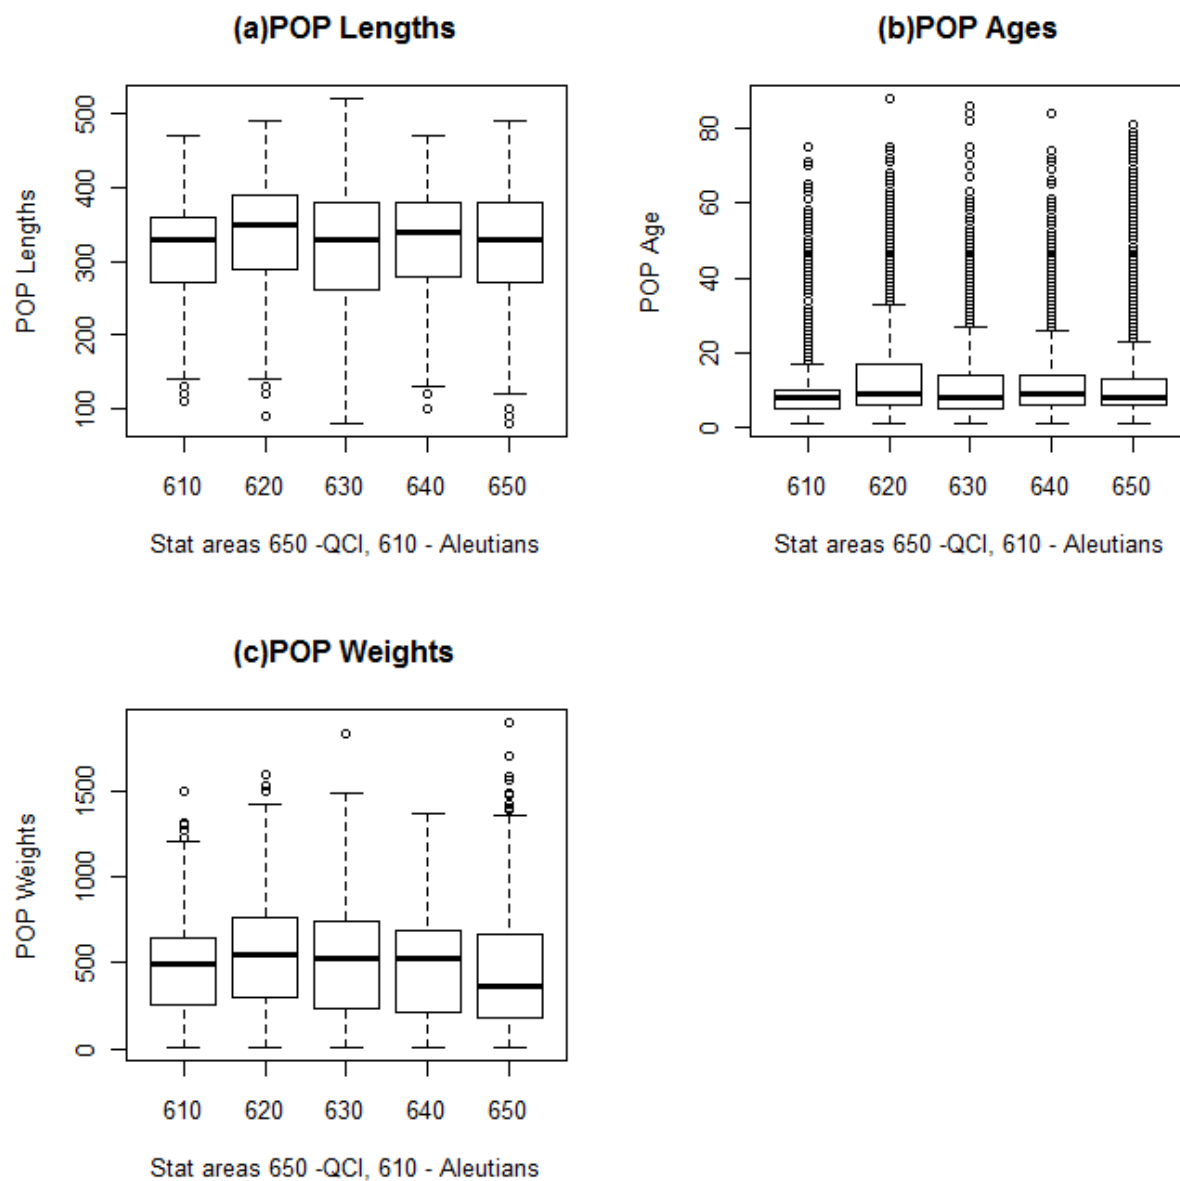 (a)POP Lengths
POP Lengths
500
400
300
200
100
610 620 630 640 650
Stat areas 650 -QCI, 610 - Aleutians
(b)POP Ages
POP Age
80
60
40
20
0
610 620 630 640 650
Stat areas 650 -QCI, 610 - Aleutians
(c)POP Weights
POP Weights
1500
1000
500
0
610 620 630 640 650
Stat areas 650 -QCI, 610 - Aleutians